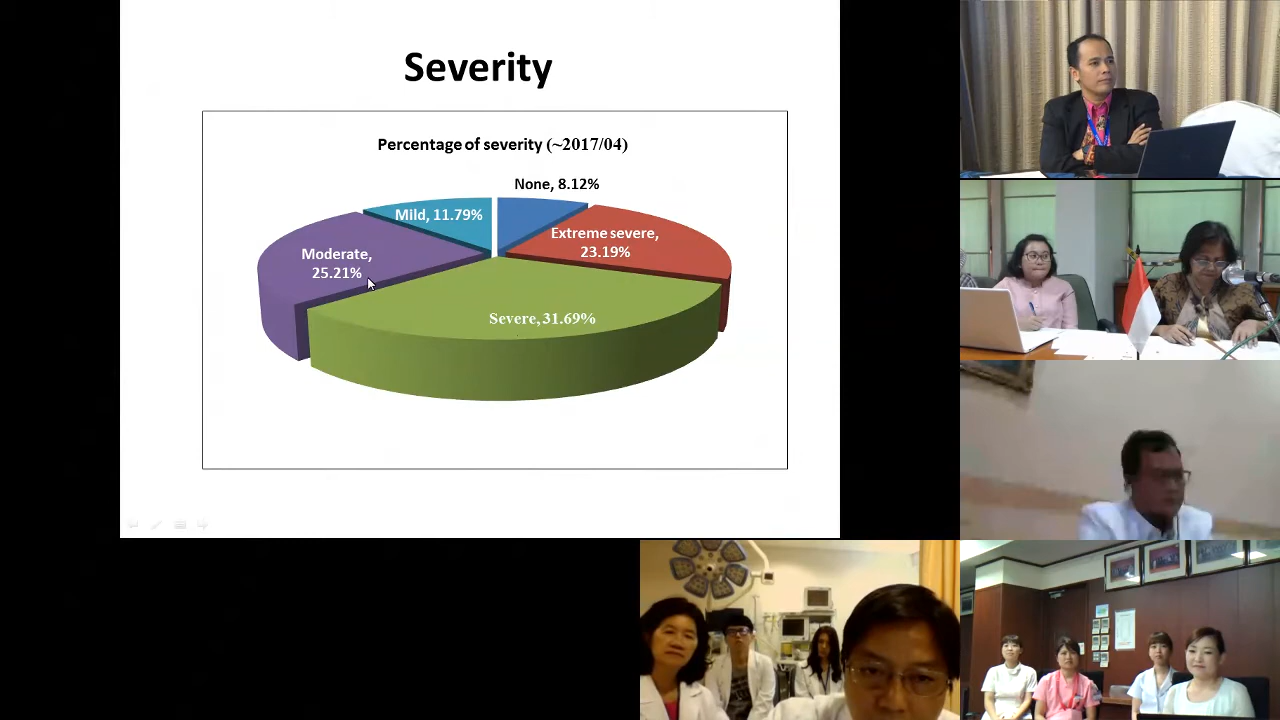 Severity
Percentage of severity (~2017/04)
None, 8.12%
Mild, 11.79%
Extreme severe,
23.19%
Moderate,
25.21%
Severe, 31.69%